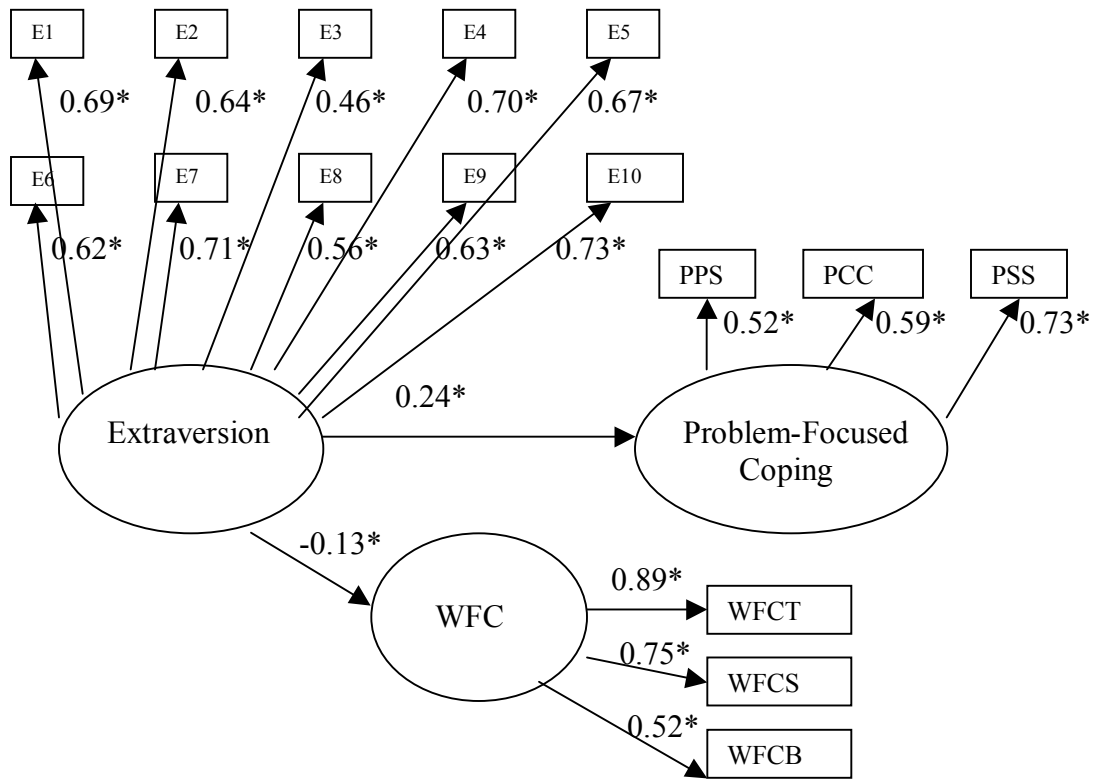 E1 E2 E3 E4 E5
0.69* 0.64* 0.46* 0.70* 0.67*
E6 E7 E8 E9 E10
0.62* 0.71* 0.56* 0.63* 0.73*
PPS PCC PSS
0.52* 0.59* 0.73*
0.24*
Extraversion
Problem-Focused
Coping
-0.13*
WFC
0.89*
WFCT
0.75*
WFCS
0.52*
WFCB